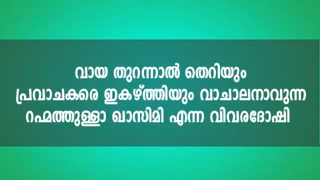 വായ തുറന്നാൽ തെറിയും
പ്രവാചകരെ ഇകഴ്ത്തിയും വാചാലനാവുന്ന
റഹ്മത്തുള്ളാ ഖാസിമി എന്ന വിവരദോഷി